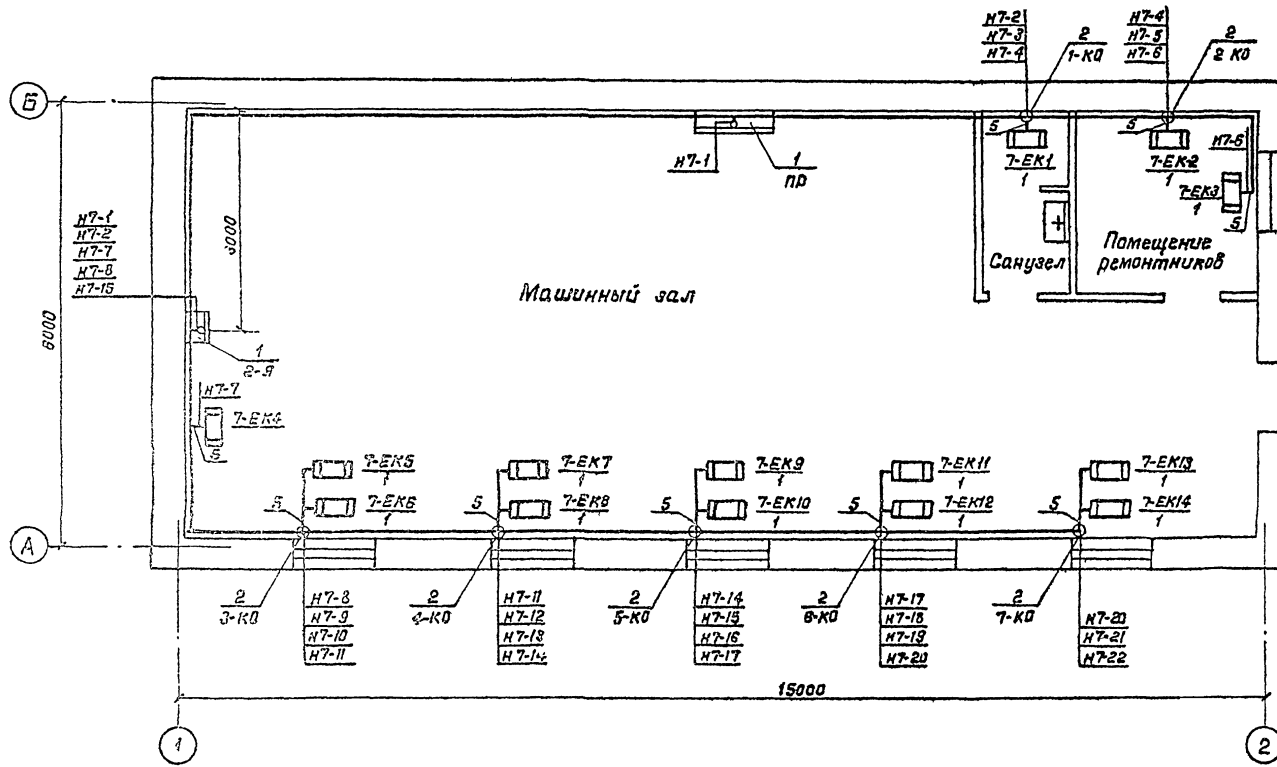 Н7-2
Н7-3
Н7-4
2
1-КО
Н7-4
Н7-5
Н7-6
2
2 КО
Б
5
5
Н7-1
1
ПР
7-ЕК1
1
7-ЕК2
1
Н7-6
7-ЕК3
1
5
Н7-1
Н7-2
Н7-7
Н7-8
Н7-15
3000
6000
Машинный зал
Санузел
Помещение
ремонтников
1
2-Я
Н7-7
7-ЕК4
5
7-ЕК5
1
7-ЕК7
1
7-ЕК9
1
7-ЕК11
1
7-ЕК13
1
5
7-ЕК6
1
5
7-ЕК8
1
5
7-ЕК10
1
5
7-ЕК12
1
5
7-ЕК14
1
А
2
3-КО
Н7-8
Н7-9
Н7-10
Н7-11
2
4-КО
Н7-11
Н7-12
Н7-13
Н7-14
2
5-КО
Н7-14
Н7-15
Н7-16
Н7-17
2
6-КО
Н7-17
Н7-18
Н7-19
Н7-20
2
7-КО
Н7-20
Н7-21
Н7-22
15000
1
2